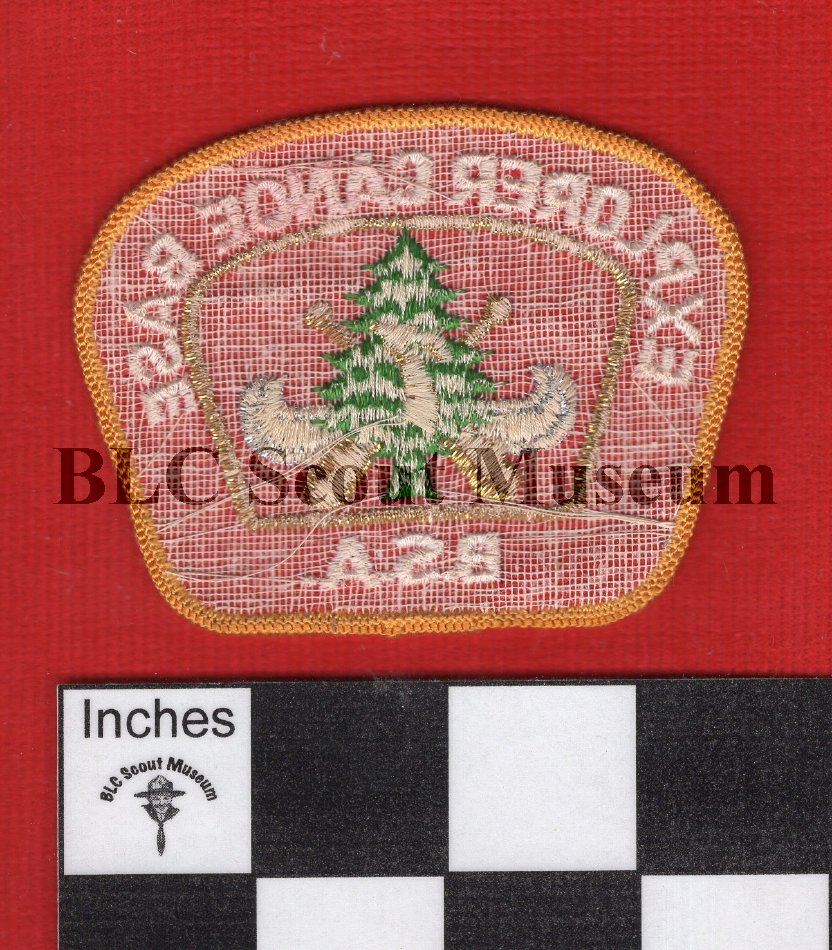 EXPLORER CANOE BASE
BLC Scout Museum
B.S.A.
Inches
BLC Scout Museum